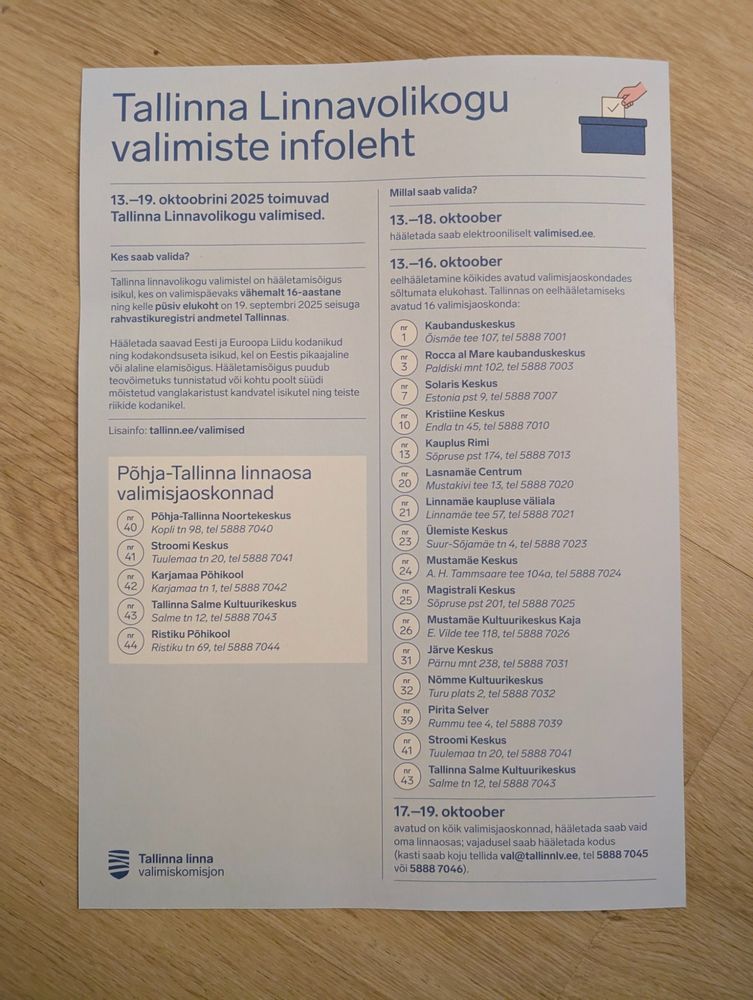 Tallinna Linnavolikogu
valimiste infoleht
13.–19. oktoobrini 2025 toimuvad
Tallinna Linnavolikogu valimised.
Kes saab valida?
Tallinna linnavolikogu valimistel on hääletamisõigus
isikul, kes on valimispäevaks vähemalt 16-aastane
ning kelle püsiv elukoht on 19. septembri 2025 seisuga
rahvastikuregistri andmetel Tallinnas.
Hääletada saavad Eesti ja Euroopa Liidu kodanikud
ning kodakondsuseta isikud, kel on Eestis pikaajaline
või alaline elamisõigus. Hääletamisõigus puudub
teovõimetuks tunnistatud või kohtu poolt süüdi
mõistetud vanglakaristust kandvatel isikutel ning teiste
riikide kodanikel.
Lisainfo: tallinn.ee/valimised
Põhja-Tallinna linnaosa
valimisjaoskonnad
nr
40
Põhja-Tallinna Noortekeskus
Kopli tn 98, tel 5888 7040
nr
41
Stroomi Keskus
Tuulemaa tn 20, tel 5888 7041
nr
42
Karjamaa Põhikool
Karjamaa tn 1, tel 5888 7042
nr
43
Tallinna Salme Kultuurikeskus
Salme tn 12, tel 5888 7043
nr
44
Ristiku Põhikool
Ristiku tn 69, tel 5888 7044
Tallinna linna
valimiskomisjon
Millal saab valida?
13.–18. oktoober
hääletada saab elektrooniliselt valimised.ee.
13.–16. oktoober
eelhääletamine kõikides avatud valimisjaoskondades
sõltumata elukohast. Tallinnas on eelhääletamiseks
avatud 16 valimisjaoskonda:
nr
1
Kaubanduskeskus
Õismäe tee 107, tel 5888 7001
nr
3
Rocca al Mare kaubanduskeskus
Paldiski mnt 102, tel 5888 7003
nr
7
Solaris Keskus
Estonia pst 9, tel 5888 7007
nr
10
Kristiine Keskus
Endla tn 45, tel 5888 7010
nr
13
Kauplus Rimi
Sõpruse pst 174, tel 5888 7013
nr
20
Lasnamäe Centrum
Mustakivi tee 13, tel 5888 7020
nr
21
Linnamäe kaupluse väliala
Linnamäe tee 57, tel 5888 7021
nr
23
Ülemiste Keskus
Suur-Sõjamäe tn 4, tel 5888 7023
nr
24
Mustamäe Keskus
A. H. Tammsaare tee 104a, tel 5888 7024
nr
25
Magistrali Keskus
Sõpruse pst 201, tel 5888 7025
nr
26
Mustamäe Kultuurikeskus Kaja
E. Vilde tee 118, tel 5888 7026
nr
31
Järve Keskus
Pärnu mnt 238, tel 5888 7031
nr
32
Nõmme Kultuurikeskus
Turu plats 2, tel 5888 7032
nr
39
Pirita Selver
Rummu tee 4, tel 5888 7039
nr
41
Stroomi Keskus
Tuulemaa tn 20, tel 5888 7041
nr
43
Tallinna Salme Kultuurikeskus
Salme tn 12, tel 5888 7043
17.–19. oktoober
avatud on kõik valimisjaoskonnad, hääletada saab vaid
oma linnaosas; vajadusel saab hääletada kodus
(kasti saab koju tellida val@tallinnlv.ee, tel 5888 7045
või 5888 7046).